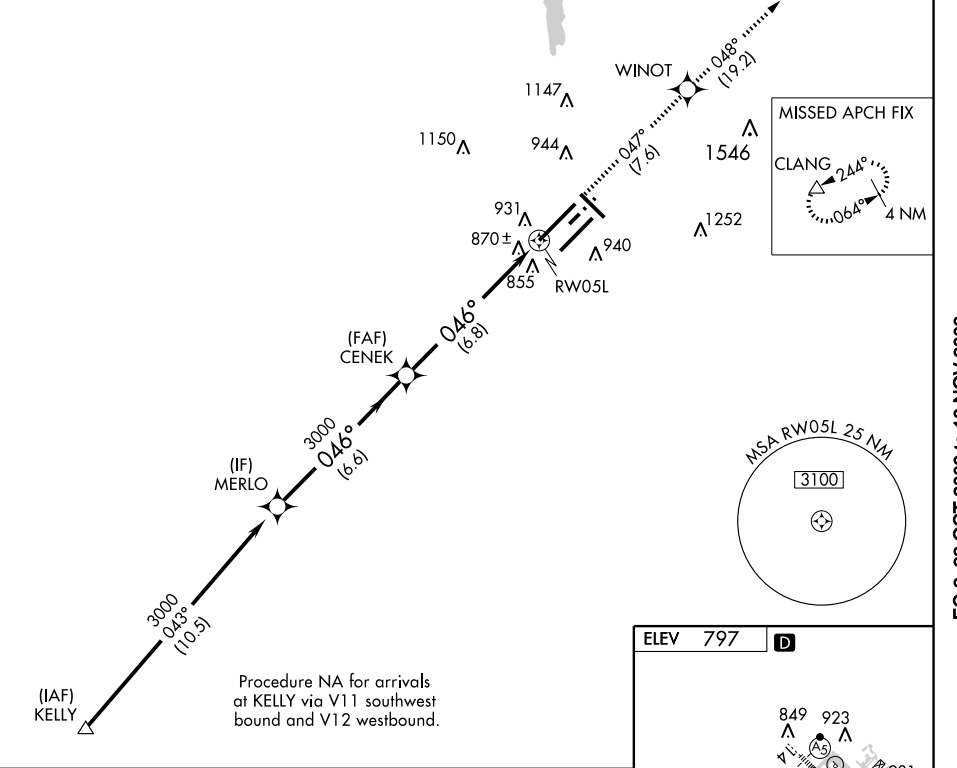 048°
(19.2)
WINOT
1147
1150
944
047°
(7.6)
1546
MISSED APCH FIX
CLANG
244°
064°
4 NM
931
870±
940
1252
855
RW05L
046°
(6.8)
(FAF)
CENEK
3000
046°
(6.6)
(IF)
MERLO
MSA RW05L 25 NM
3100
3000
043°
(10.5)
(IAF)
KELLY
Procedure NA for arrivals
at KELLY via V11 southwest
bound and V12 westbound.
ELEV 797 D
849
923
A5